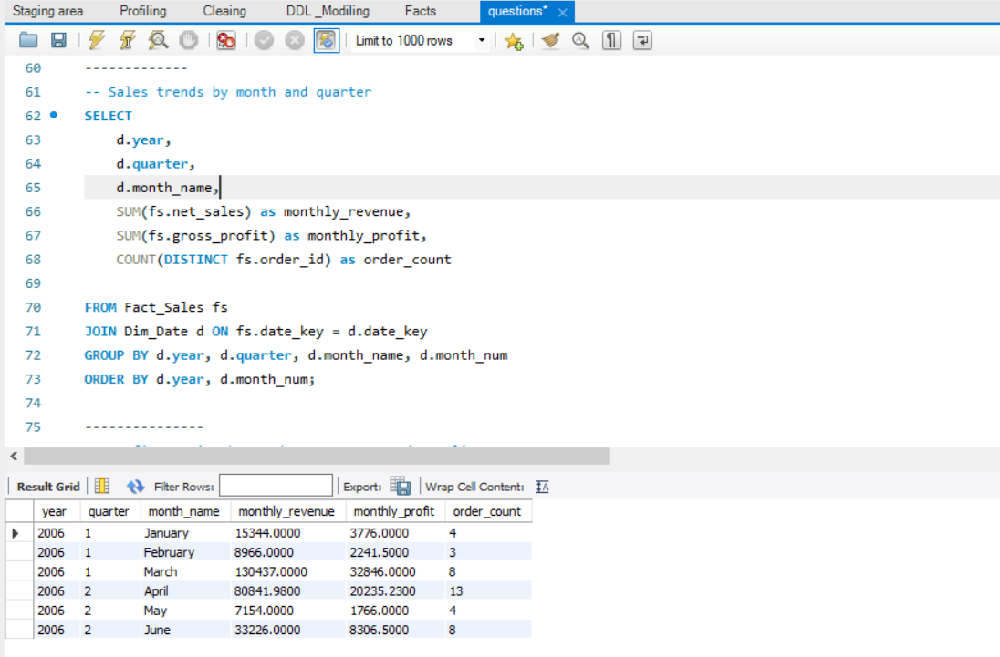 Staging area Profiling Cleaing DDL _Modiling Facts questions* ×
Limit to 1000 rows
60 -------------
61 -- Sales trends by month and quarter
62 SELECT
63 d.year,
64 d.quarter,
65 d.month_name,
66 SUM(fs.net_sales) as monthly_revenue,
67 SUM(fs.gross_profit) as monthly_profit,
68 COUNT(DISTINCT fs.order_id) as order_count
69
70 FROM Fact_Sales fs
71 JOIN Dim_Date d ON fs.date_key = d.date_key
72 GROUP BY d.year, d.quarter, d.month_name, d.month_num
73 ORDER BY d.year, d.month_num;
74
75 ---------------
Result Grid Filter Rows: Export: Wrap Cell Content:
year quarter month_name monthly_revenue monthly_profit order_count
2006 1 January 15344.0000 3776.0000 4
2006 1 February 8966.0000 2241.5000 3
2006 1 March 130437.0000 32846.0000 8
2006 2 April 80841.9800 20235.2300 13
2006 2 May 7154.0000 1766.0000 4
2006 2 June 33226.0000 8306.5000 8